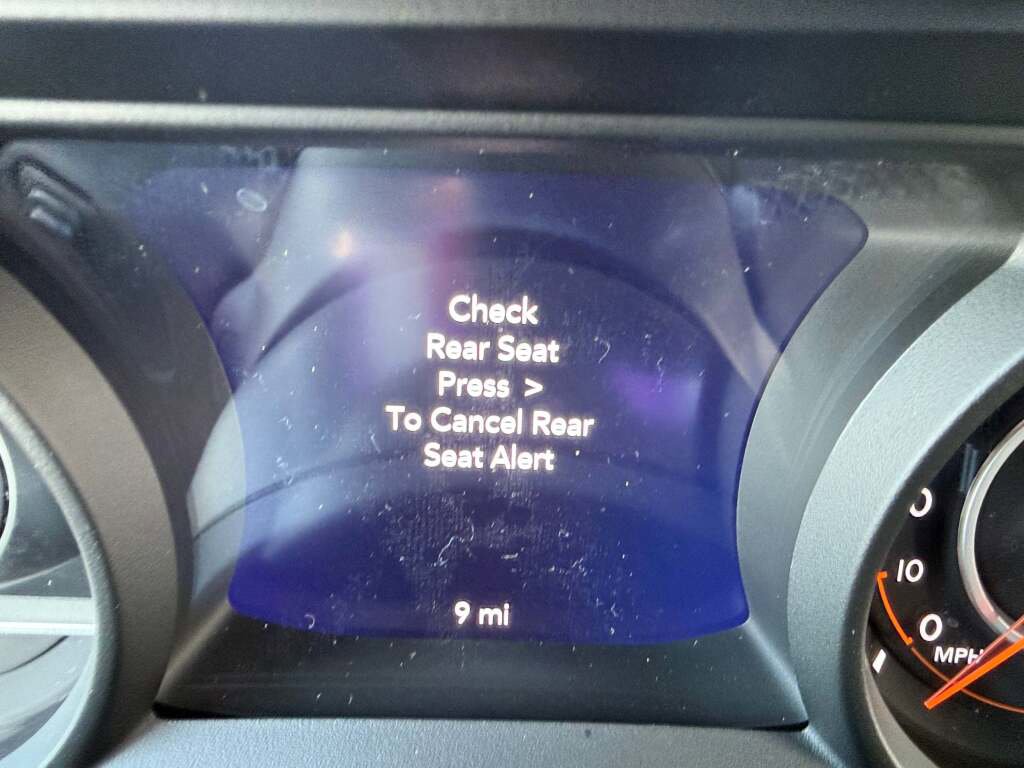 Check
Rear Seat
Press >
To Cancel Rear
Seat Alert
9 mi
10
0
MPH